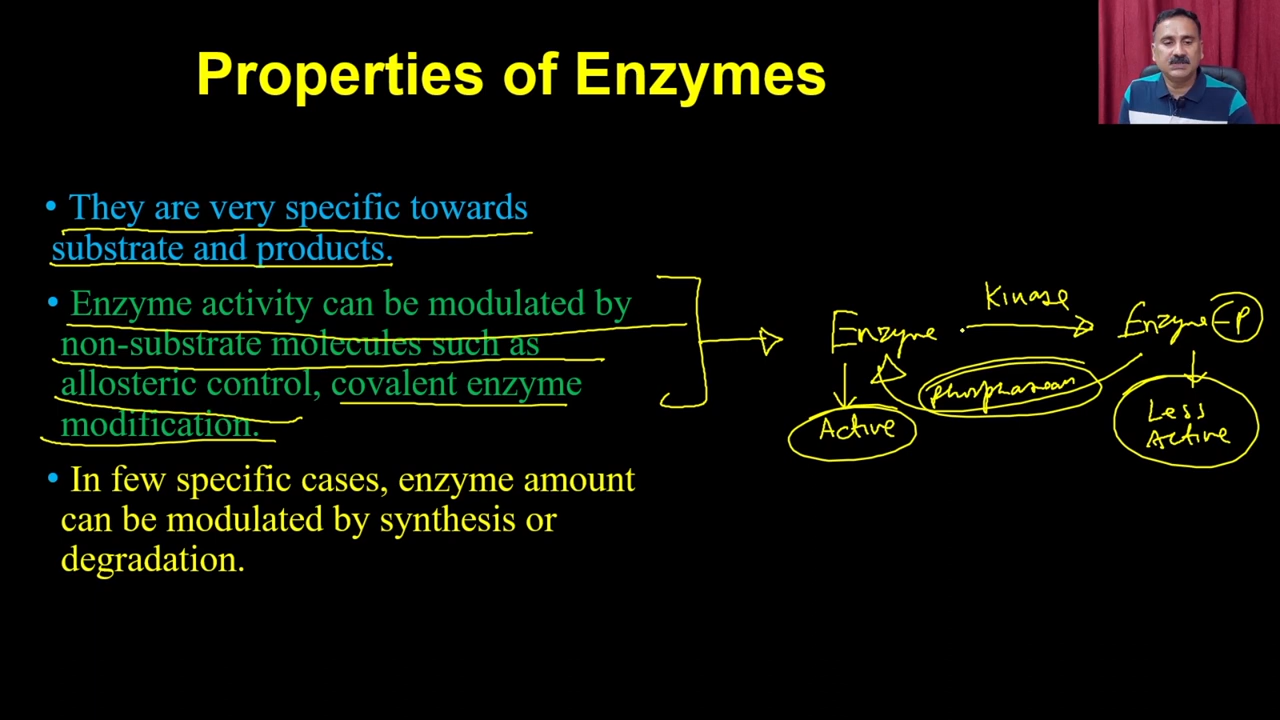 Properties of Enzymes
• They are very specific towards
substrate and products.
• Enzyme activity can be modulated by
non-substrate molecules such as
allosteric control, covalent enzyme
modification.
• In few specific cases, enzyme amount
can be modulated by synthesis or
degradation.
Kinase
Enzyme
Enzyme-P
Active
Less
Active